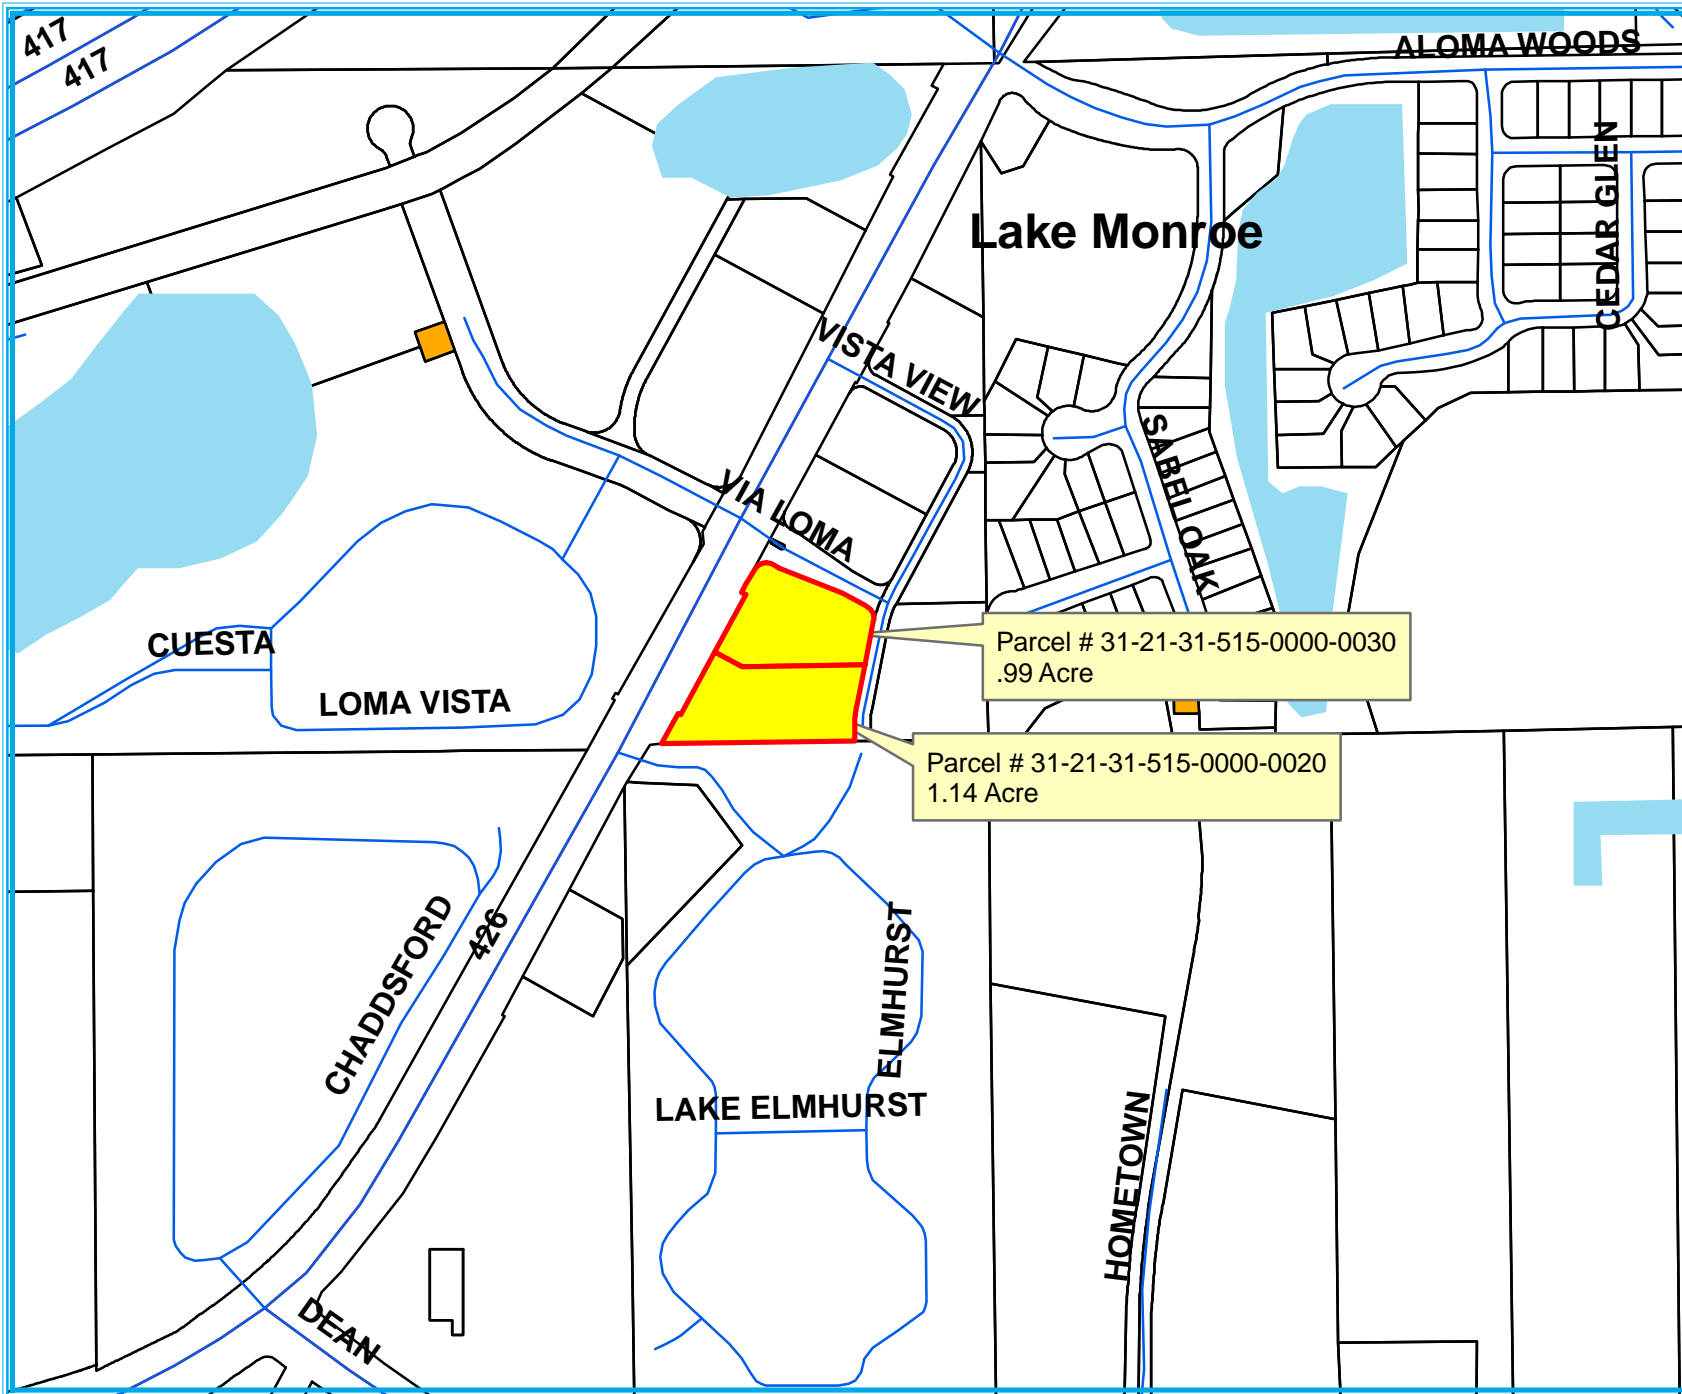 417
417
ALOMA WOODS
CEDAR GLEN
Lake Monroe
VISTA VIEW
SABEL OAK
VIA LOMA
CUESTA
LOMA VISTA
Parcel # 31-21-31-515-0000-0030
.99 Acre
Parcel # 31-21-31-515-0000-0020
1.14 Acre
CHADDSFORD
426
ELMHURST
LAKE ELMHURST
HOMETOWN
DEAN